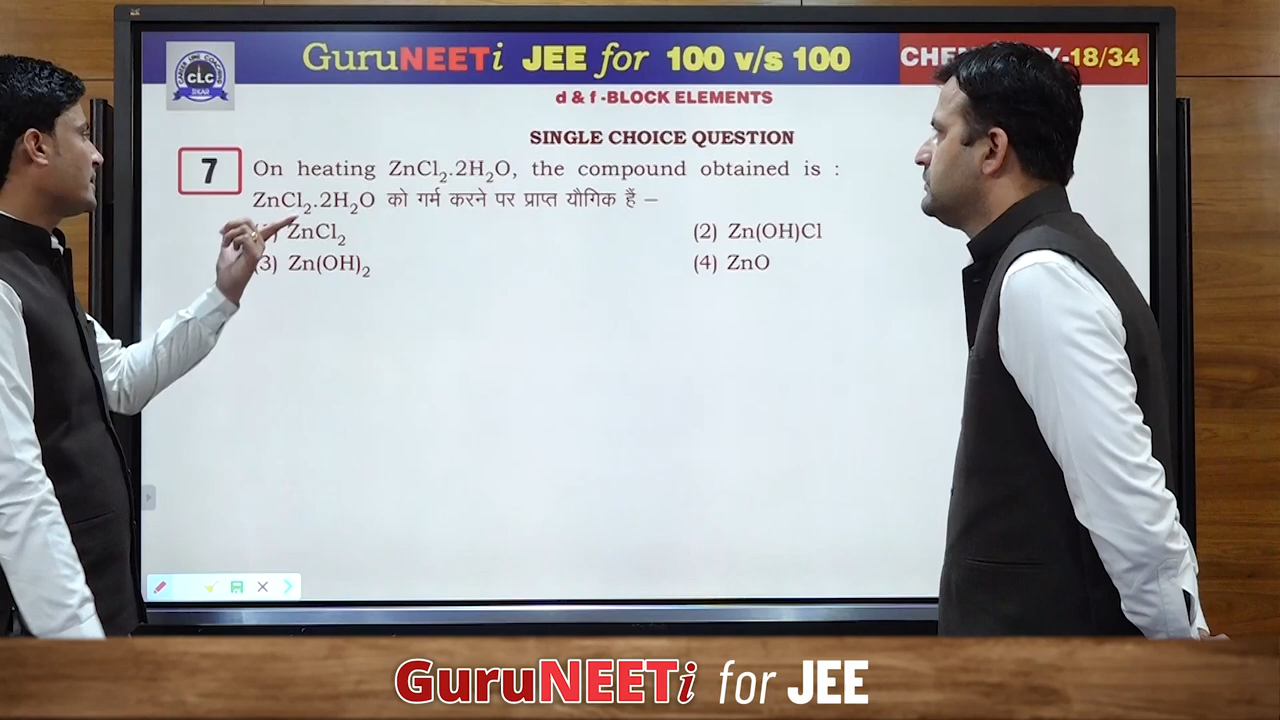 GuruNEETi JEE for 100 v/s 100
18/34
CLC
d & f -BLOCK ELEMENTS
SINGLE CHOICE QUESTION
7 On heating ZnCl₂.2H₂O, the compound obtained is :
ZnCl₂.2H₂O को गर्म करने पर प्राप्त यौगिक हैं –
ZnCl₂ (2) Zn(OH)Cl
(3) Zn(OH)₂ (4) ZnO
GuruNEETi for JEE